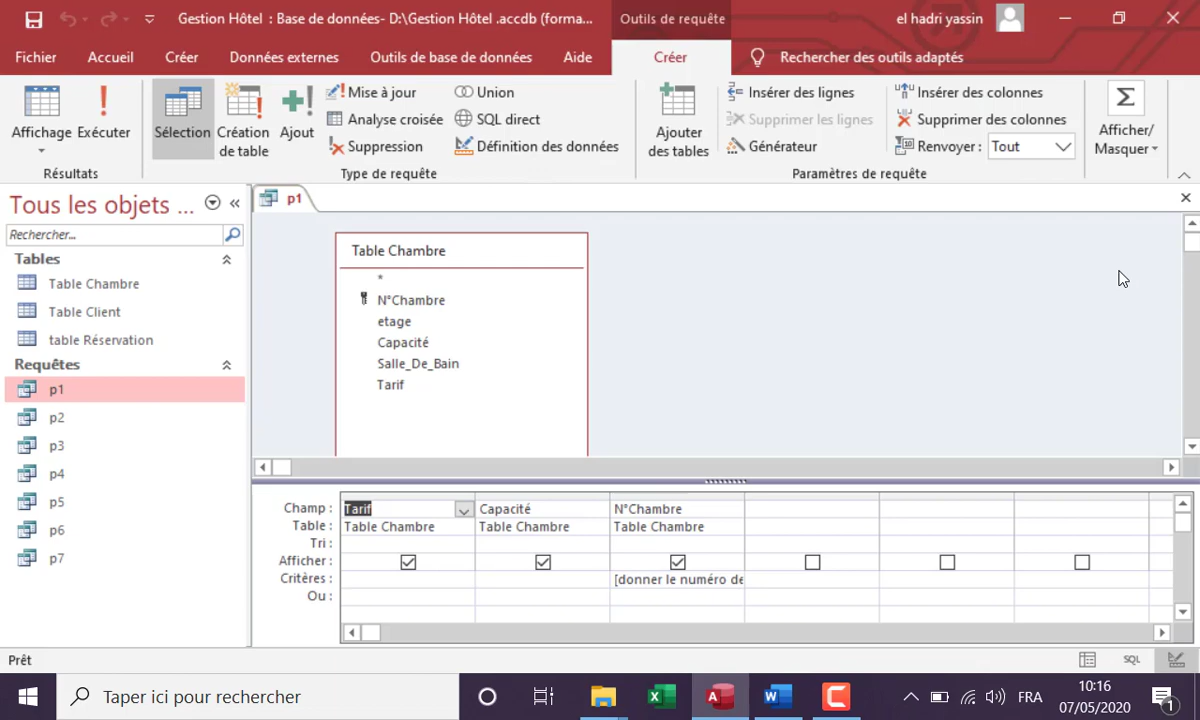 Gestion Hôtel : Base de données- D:\Gestion Hôtel .accdb (forma...
Outils de requête
el hadri yassin
Fichier
Accueil
Créer
Données externes
Outils de base de données
Aide
Créer
Rechercher des outils adaptés
Affichage
Exécuter
Résultats
Sélection
Création
de table
Ajout
Mise à jour
Analyse croisée
Suppression
Union
SQL direct
Définition des données
Type de requête
Ajouter
des tables
Insérer des lignes
Supprimer les lignes
Générateur
Insérer des colonnes
Supprimer des colonnes
Renvoyer : Tout
Paramètres de requête
Afficher/
Masquer
Tous les objets ...
Rechercher...
Tables
Table Chambre
Table Client
table Réservation
Requêtes
p1
p2
p3
p4
p5
p6
p7
p1
Table Chambre
*
N°Chambre
etage
Capacité
Salle_De_Bain
Tarif
Champ : Tarif Capacité N°Chambre
Table : Table Chambre Table Chambre Table Chambre
Tri :
Afficher :
Critères : [donner le numéro de
Ou :
Prêt
SQL
Taper ici pour rechercher
FRA
10:16
07/05/2020
1